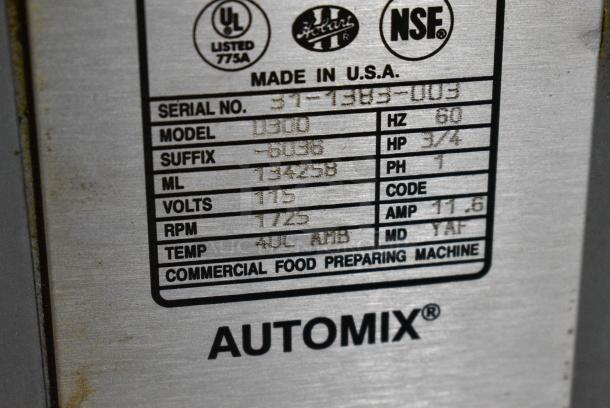 UL
LISTED
775A
Hobart
NSF®
MADE IN U.S.A.
SERIAL NO. 31-1383-003
MODEL D300 HZ 60
SUFFIX -6036 HP 3/4
ML 134258 PH 1
VOLTS 115 CODE
RPM 1725 AMP 11.6
TEMP 40C AMB MD YAF
COMMERCIAL FOOD PREPARING MACHINE
AUTOMIX®